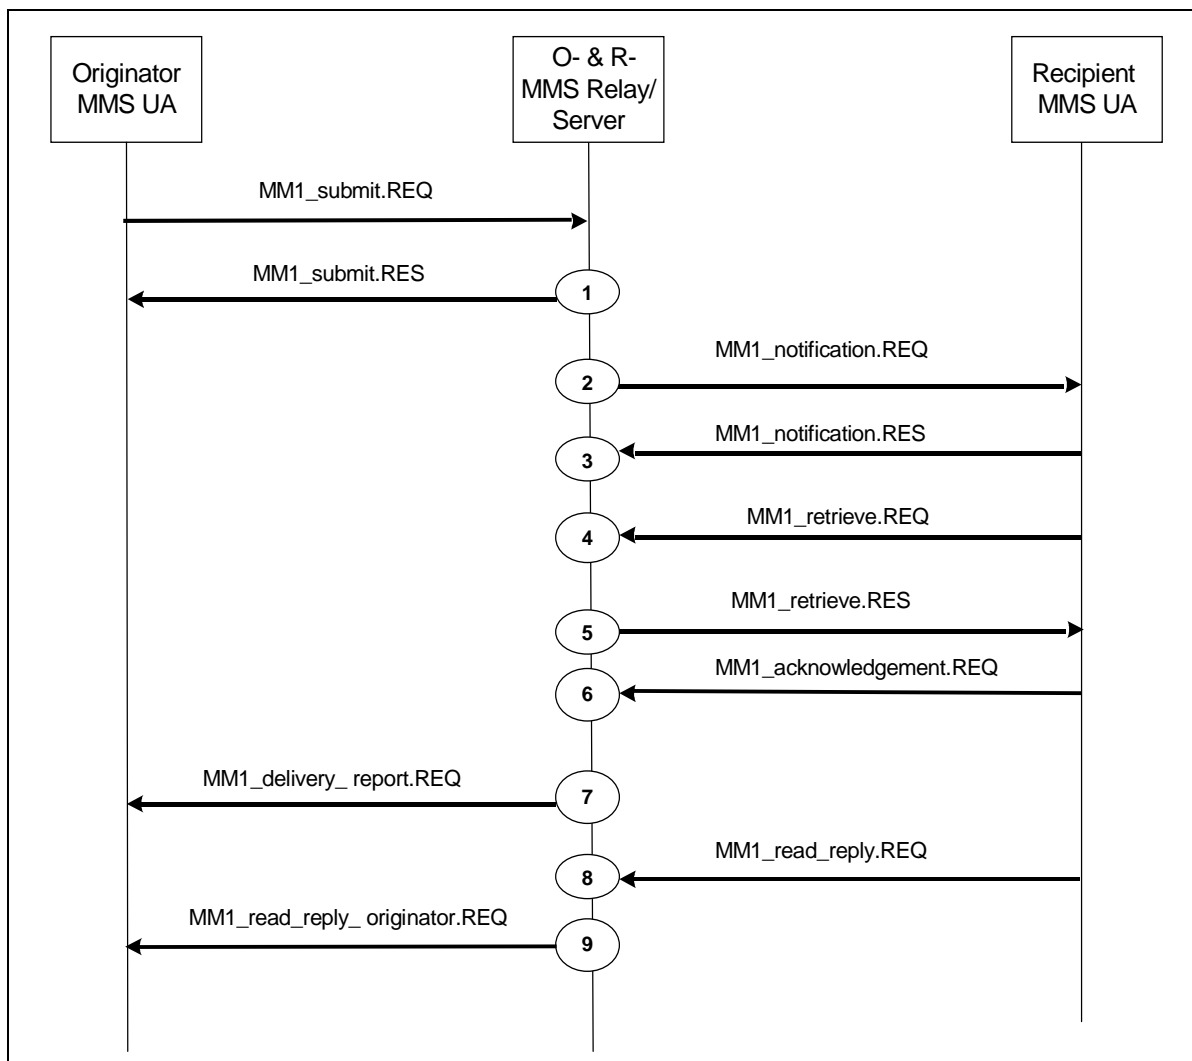 Originator
MMS UA
O- & R-
MMS Relay/
Server
Recipient
MMS UA
MM1_submit.REQ
MM1_submit.RES
1
MM1_notification.REQ
2
MM1_notification.RES
3
MM1_retrieve.REQ
4
MM1_retrieve.RES
5
MM1_acknowledgement.REQ
6
MM1_delivery_ report.REQ
7
MM1_read_reply.REQ
8
MM1_read_reply_ originator.REQ
9